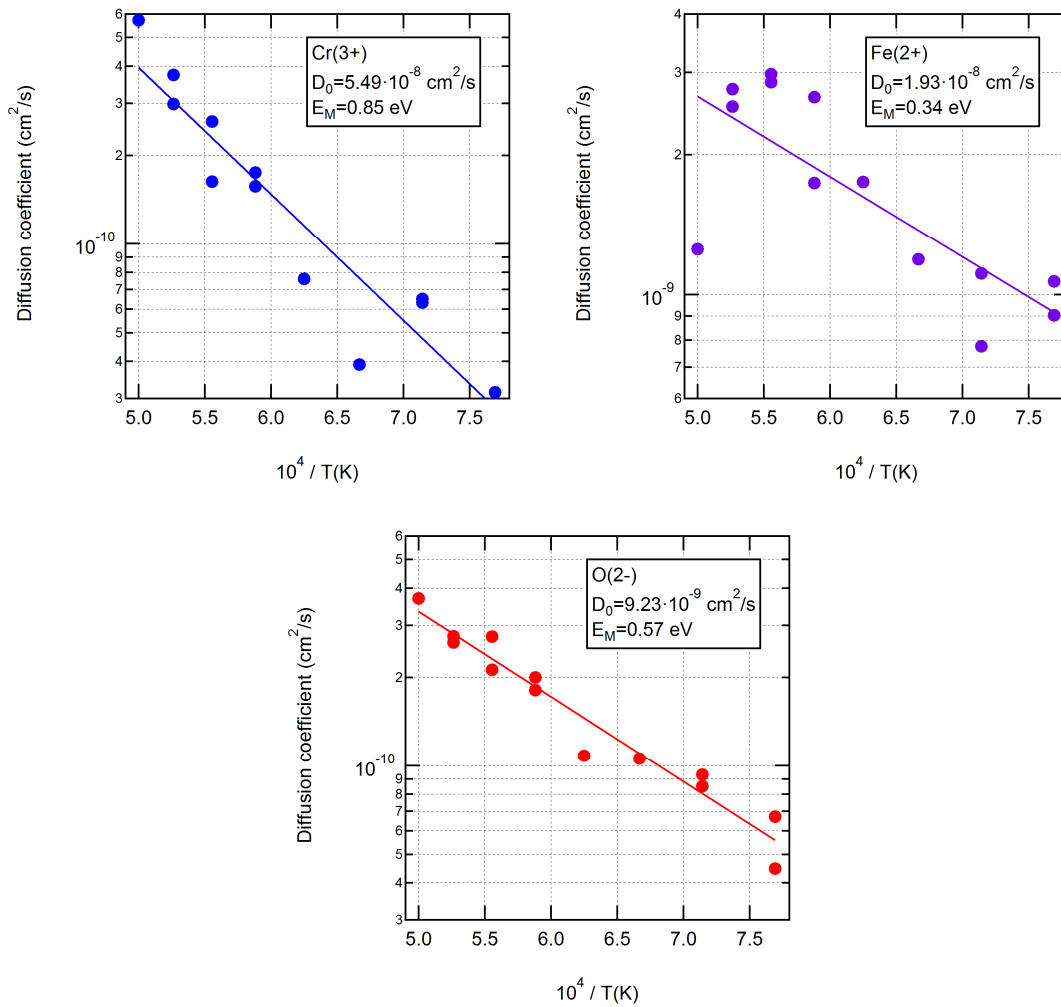 Diffusion coefficient (cm²/s)
6
5
4
3
2
10⁻¹⁰
9
8
7
6
5
4
3
Cr(3+)
D₀=5.49·10⁻⁸ cm²/s
E_M=0.85 eV
5.0 5.5 6.0 6.5 7.0 7.5
10⁴ / T(K)
Diffusion coefficient (cm²/s)
4
3
2
10⁻⁹
9
8
7
6
Fe(2+)
D₀=1.93·10⁻⁸ cm²/s
E_M=0.34 eV
5.0 5.5 6.0 6.5 7.0 7.5
10⁴ / T(K)
Diffusion coefficient (cm²/s)
6
5
4
3
2
10⁻¹⁰
9
8
7
6
5
4
3
O(2-)
D₀=9.23·10⁻⁹ cm²/s
E_M=0.57 eV
5.0 5.5 6.0 6.5 7.0 7.5
10⁴ / T(K)